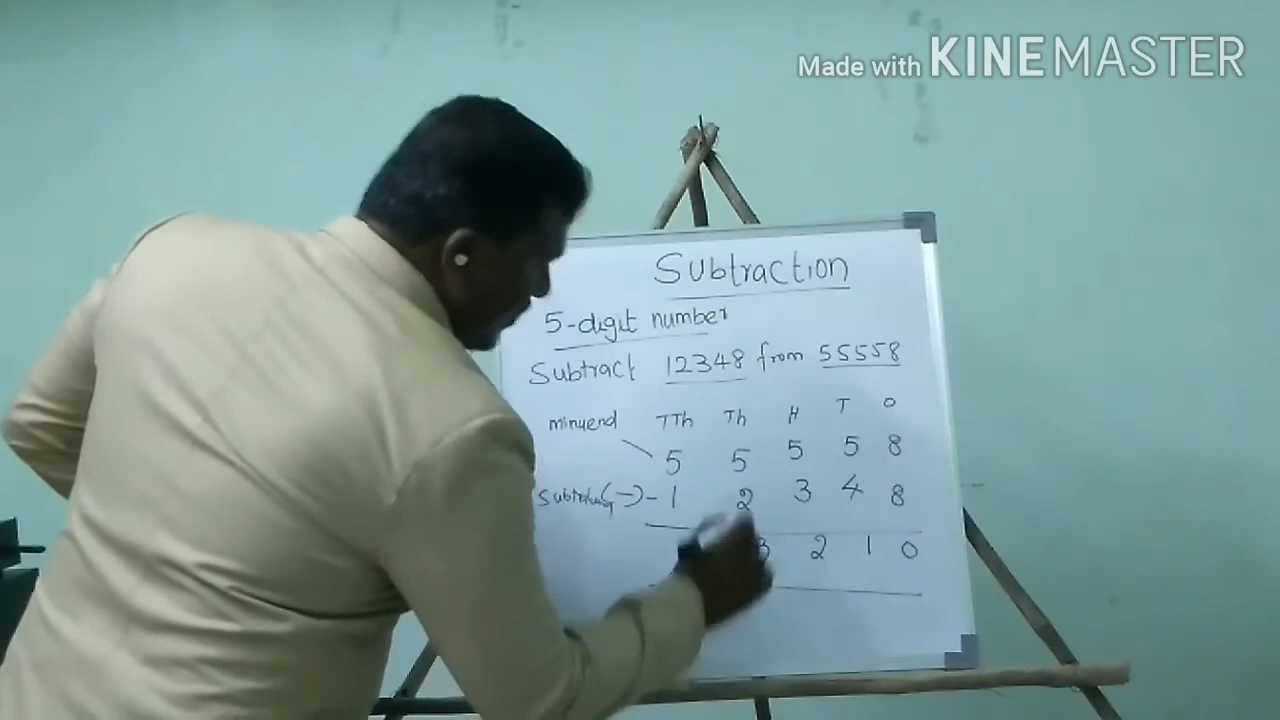 Made with KINEMASTER
Subtraction
5-digit number
Subtract 12348 from 55558
minuend TTh Th H T O
5 5 5 5 8
(-) - 1 2 3 4 8
3 2 1 0